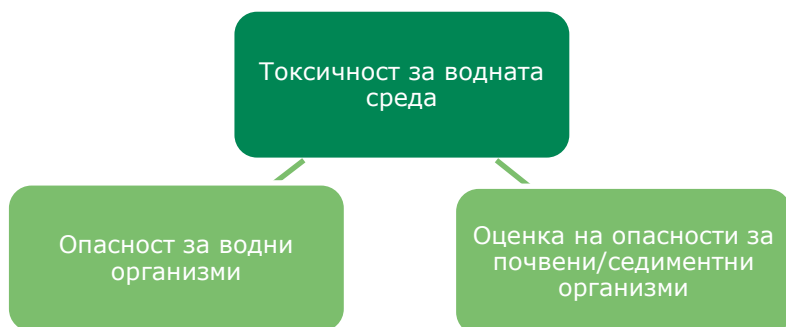 Токсичност за водната
среда
Опасност за водни
организми
Оценка на опасности за
почвени/седиментни
организми